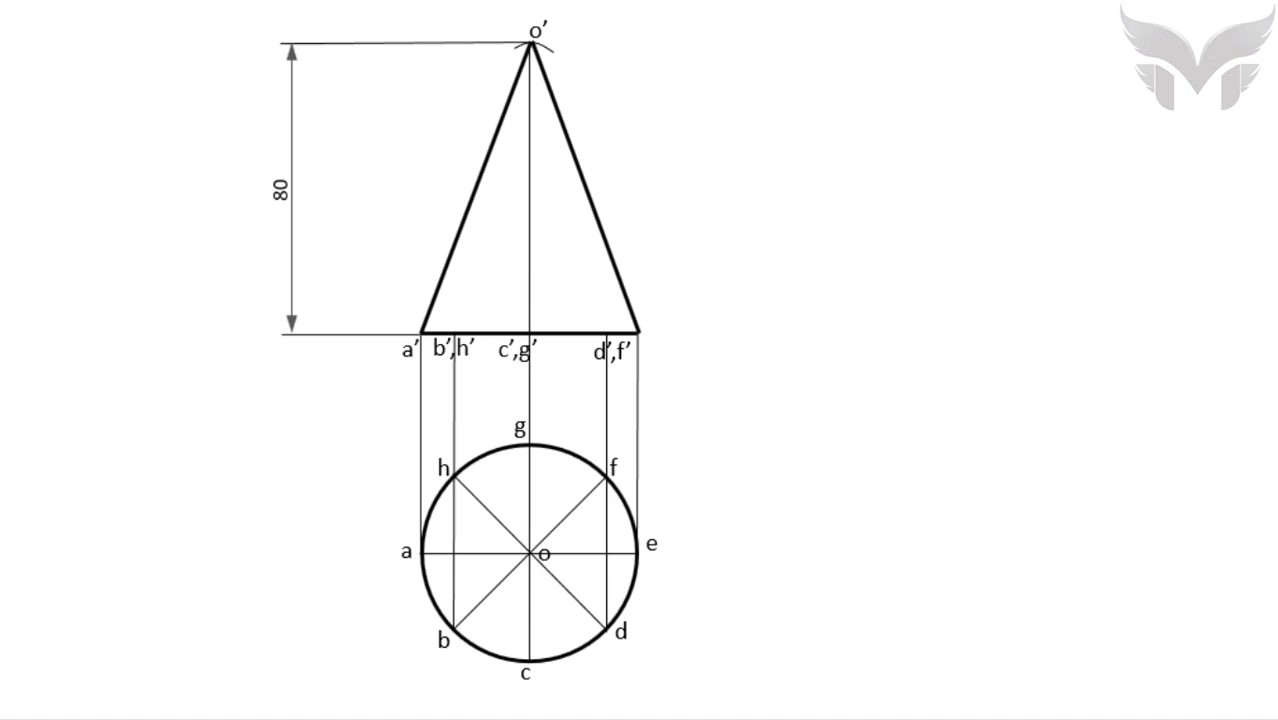 o’
80
a’ b’,h’ c’,g’ d’,f’
g
h f
a o e
b d
c